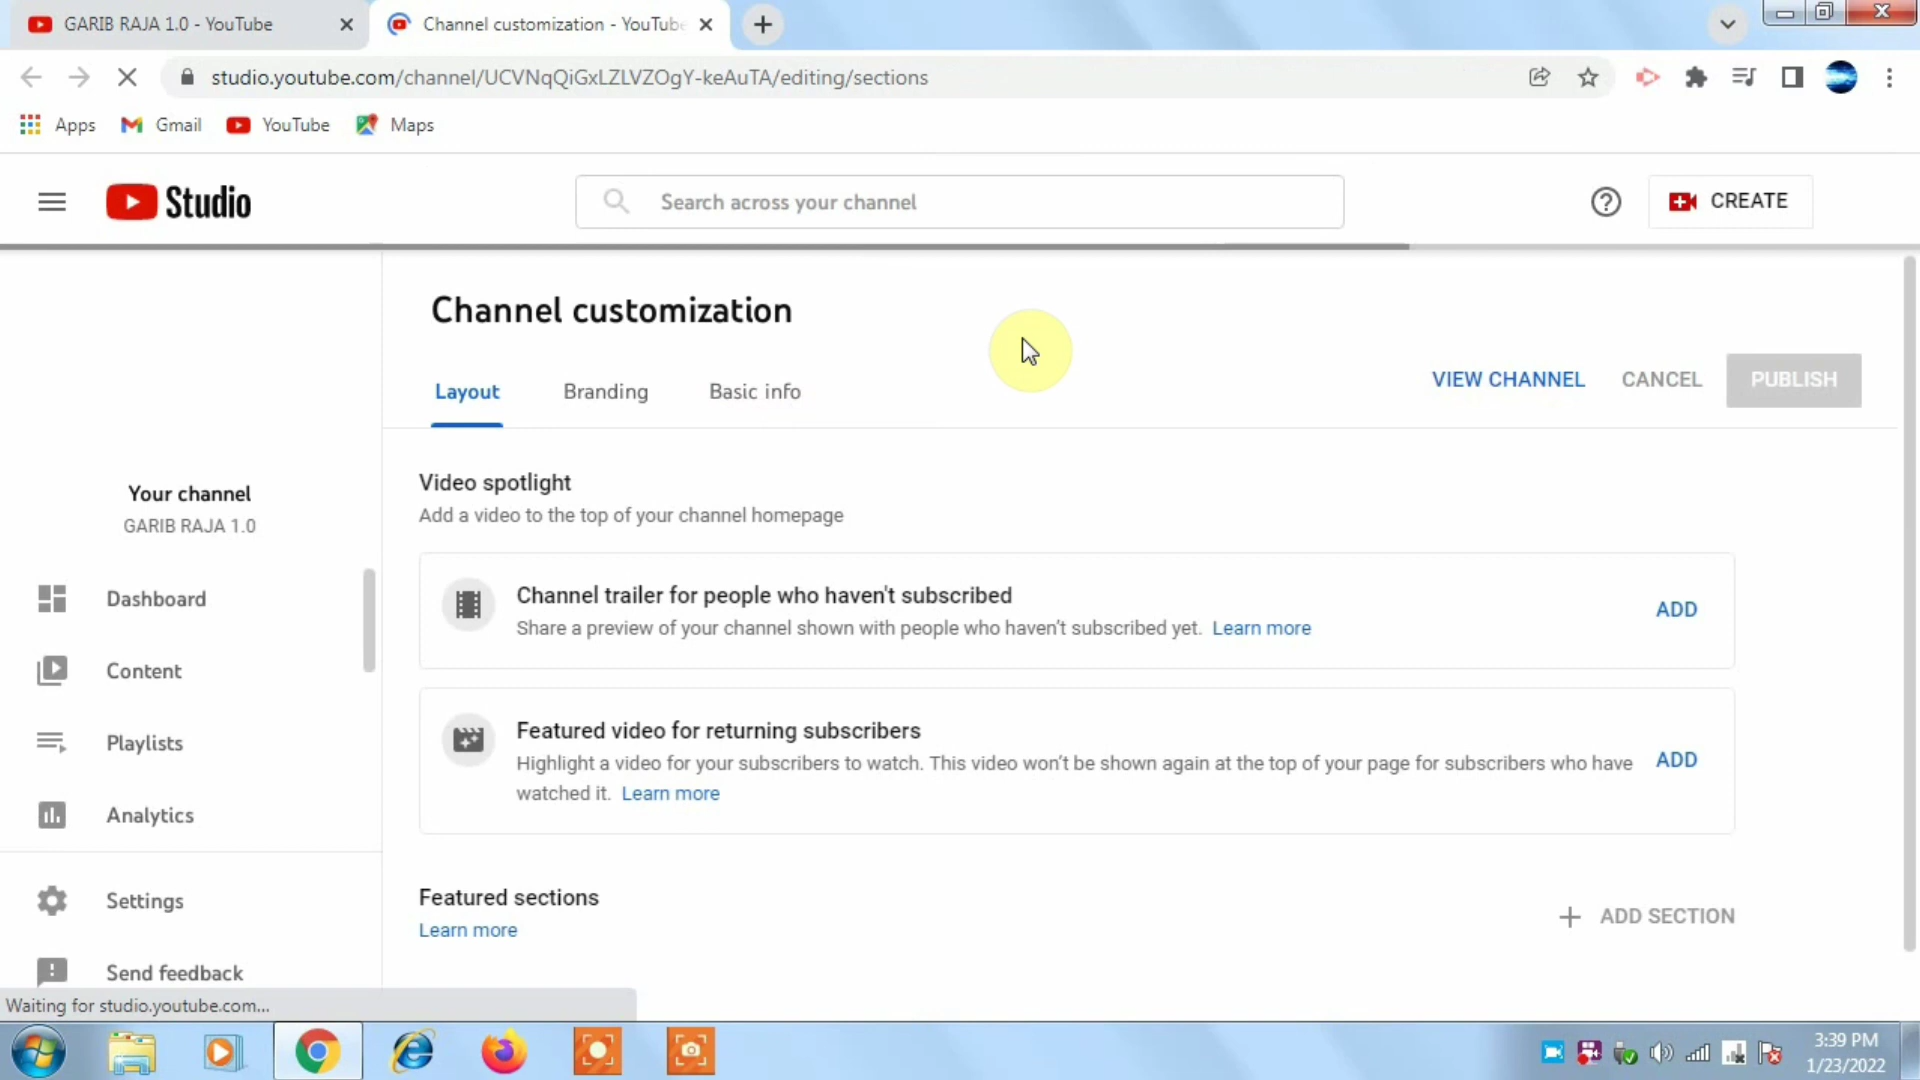 GARIB RAJA 1.0 - YouTube
Channel customization - YouTube
studio.youtube.com/channel/UCVNqQiGxLZLVZOgY-keAuTA/editing/sections
Apps
Gmail
YouTube
Maps
Studio
Search across your channel
CREATE
Channel customization
Layout
Branding
Basic info
VIEW CHANNEL
CANCEL
PUBLISH
Your channel
GARIB RAJA 1.0
Dashboard
Content
Playlists
Analytics
Settings
Send feedback
Video spotlight
Add a video to the top of your channel homepage
Channel trailer for people who haven't subscribed
Share a preview of your channel shown with people who haven't subscribed yet. Learn more
ADD
Featured video for returning subscribers
Highlight a video for your subscribers to watch. This video won't be shown again at the top of your page for subscribers who have
watched it. Learn more
ADD
Featured sections
Learn more
ADD SECTION
Waiting for studio.youtube.com...
3:39 PM
1/23/2022